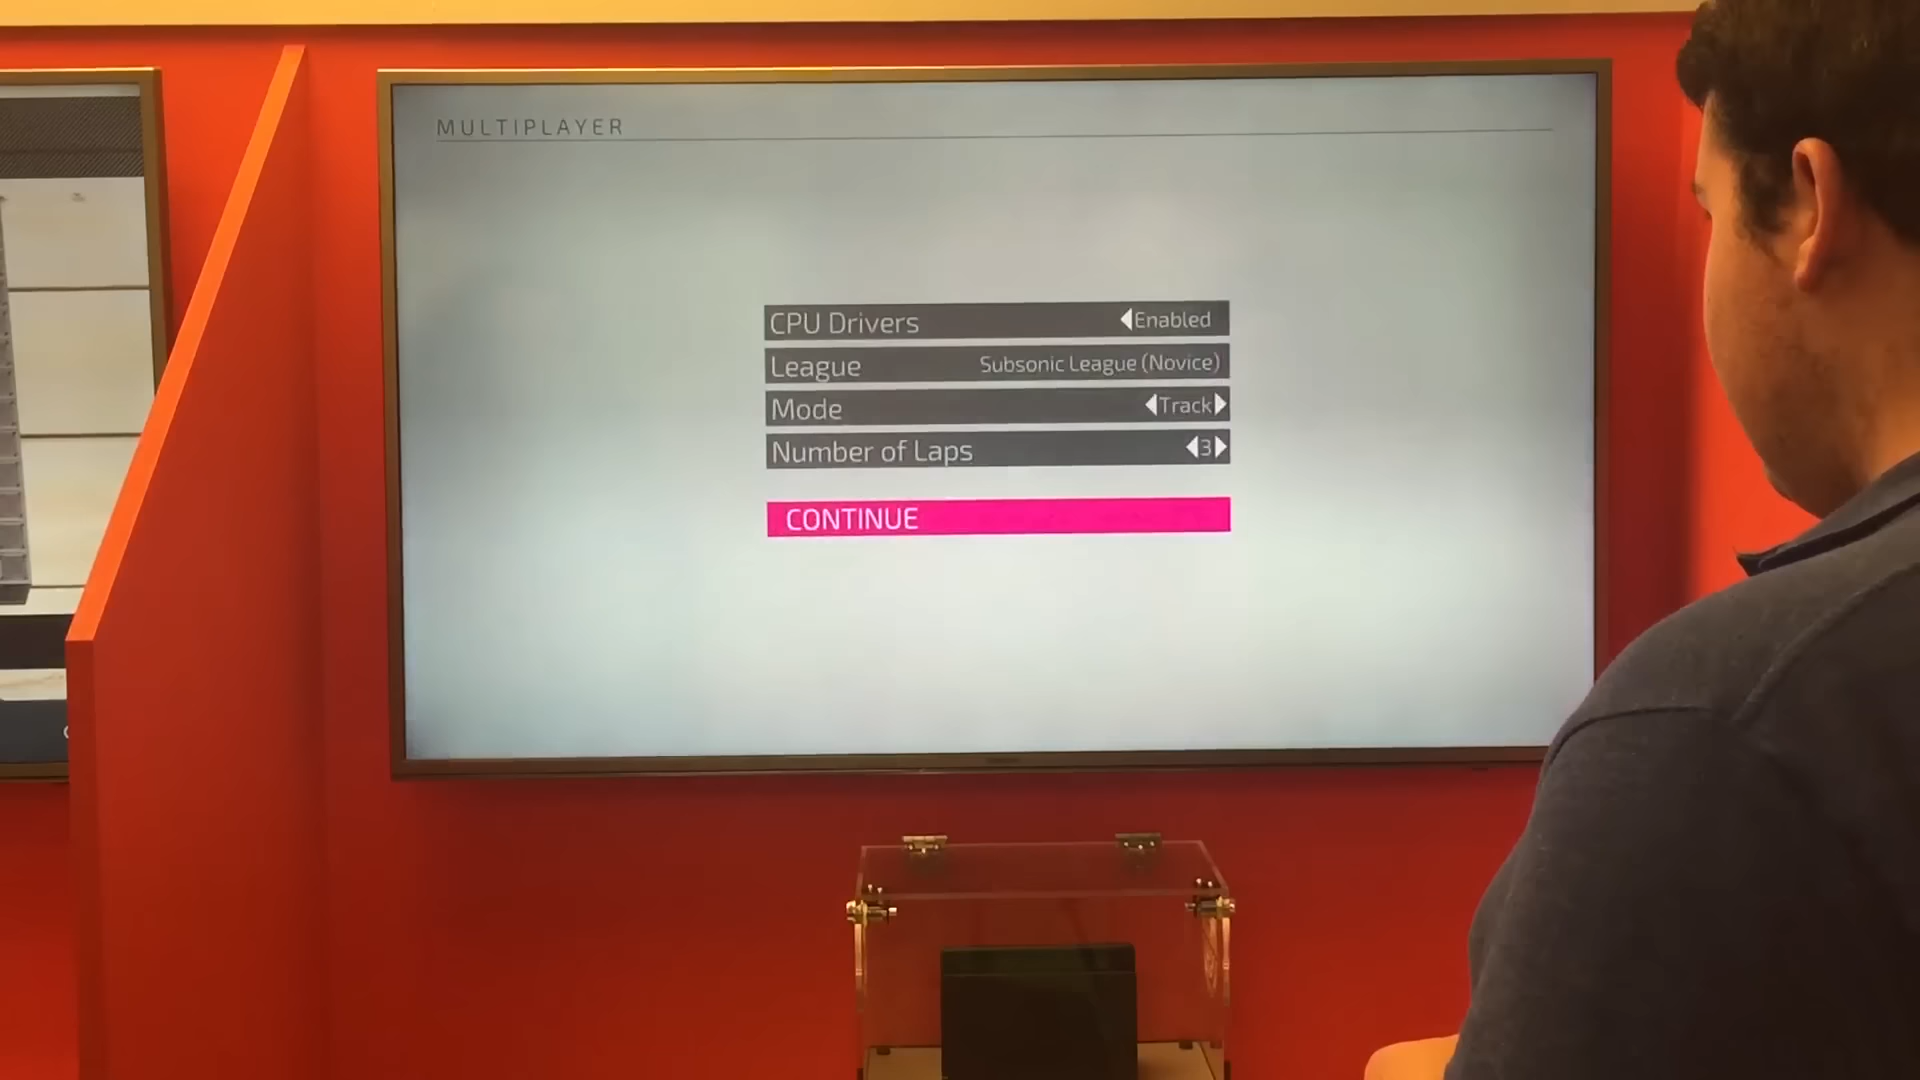 MULTIPLAYER
CPU Drivers Enabled
League Subsonic League (Novice)
Mode Track
Number of Laps 3
CONTINUE